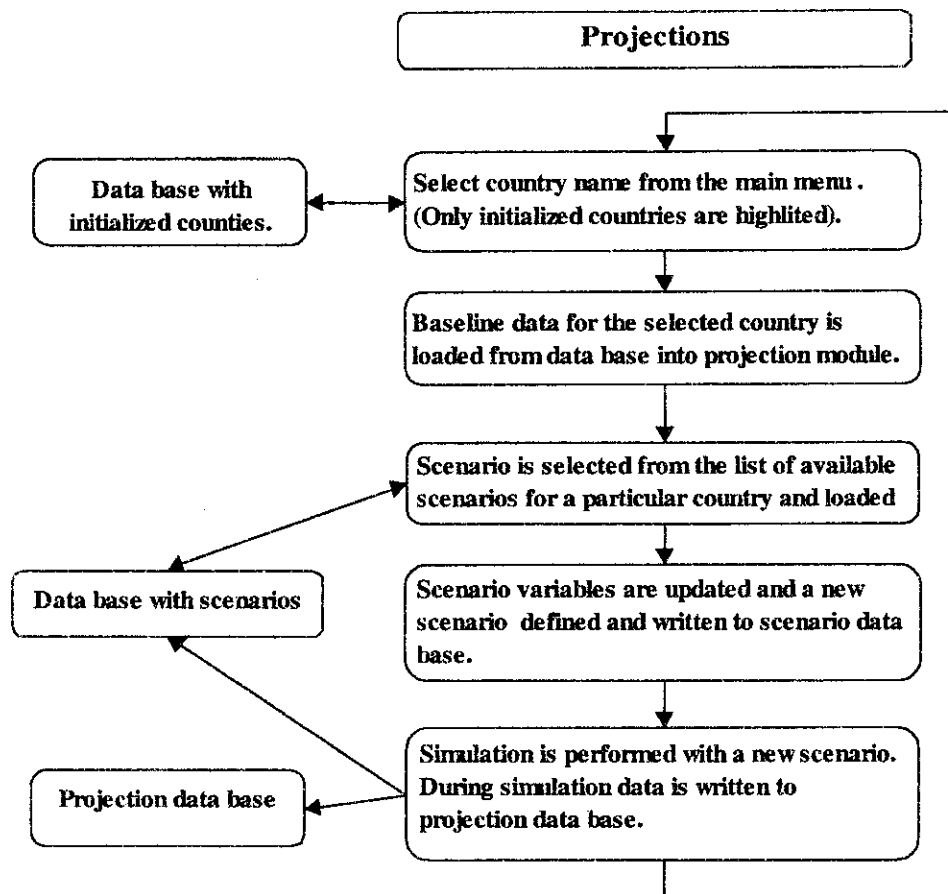 Projections
Data base with
initialized counties.
Select country name from the main menu .
(Only initialized countries are highlited).
Baseline data for the selected country is
loaded from data base into projection module.
Scenario is selected from the list of available
scenarios for a particular country and loaded
Data base with scenarios
Scenario variables are updated and a new
scenario defined and written to scenario data
base.
Projection data base
Simulation is performed with a new scenario.
During simulation data is written to
projection data base.